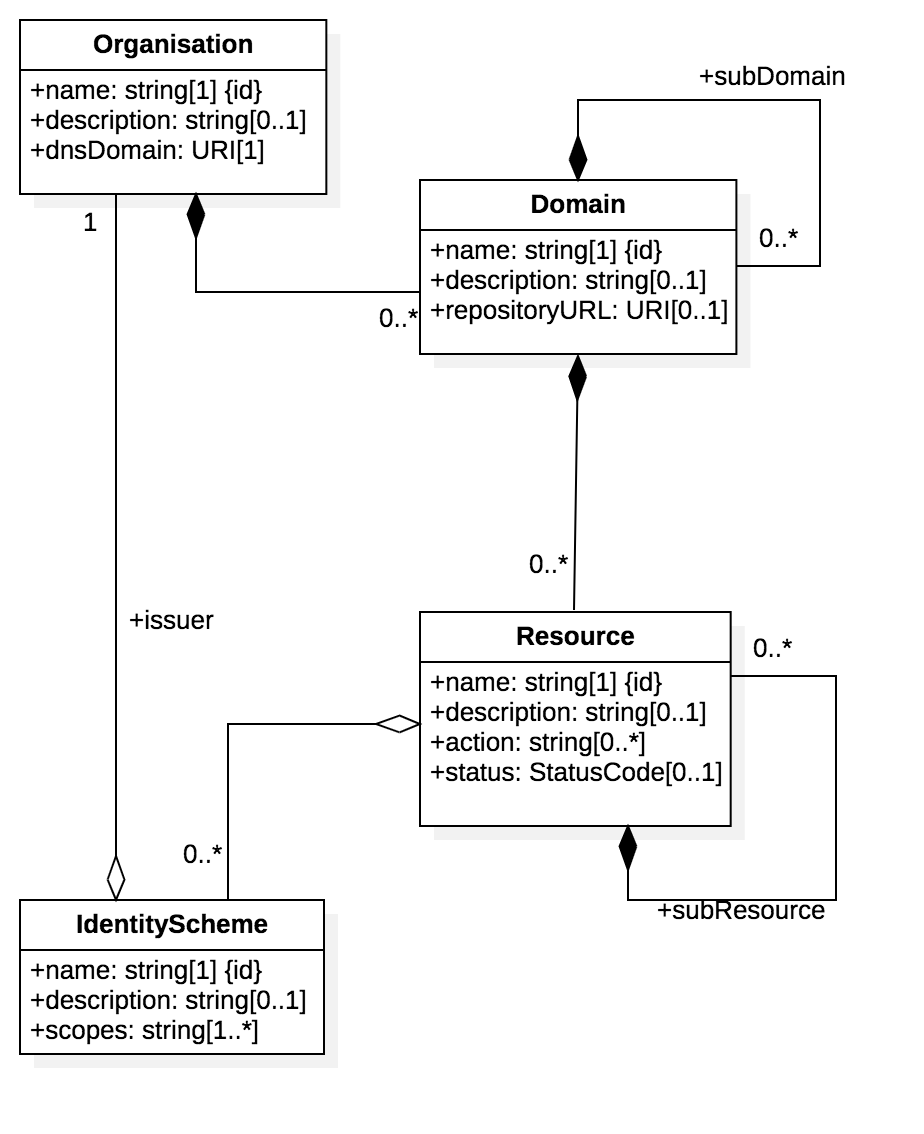 Organisation
+name: string[1] {id}
+description: string[0..1]
+dnsDomain: URI[1]
+subDomain
1
Domain
0..*
+name: string[1] {id}
+description: string[0..1]
+repositoryURL: URI[0..1]
0..*
0..*
+issuer
Resource
0..*
+name: string[1] {id}
+description: string[0..1]
+action: string[0..*]
+status: StatusCode[0..1]
0..*
+subResource
IdentityScheme
+name: string[1] {id}
+description: string[0..1]
+scopes: string[1..*]